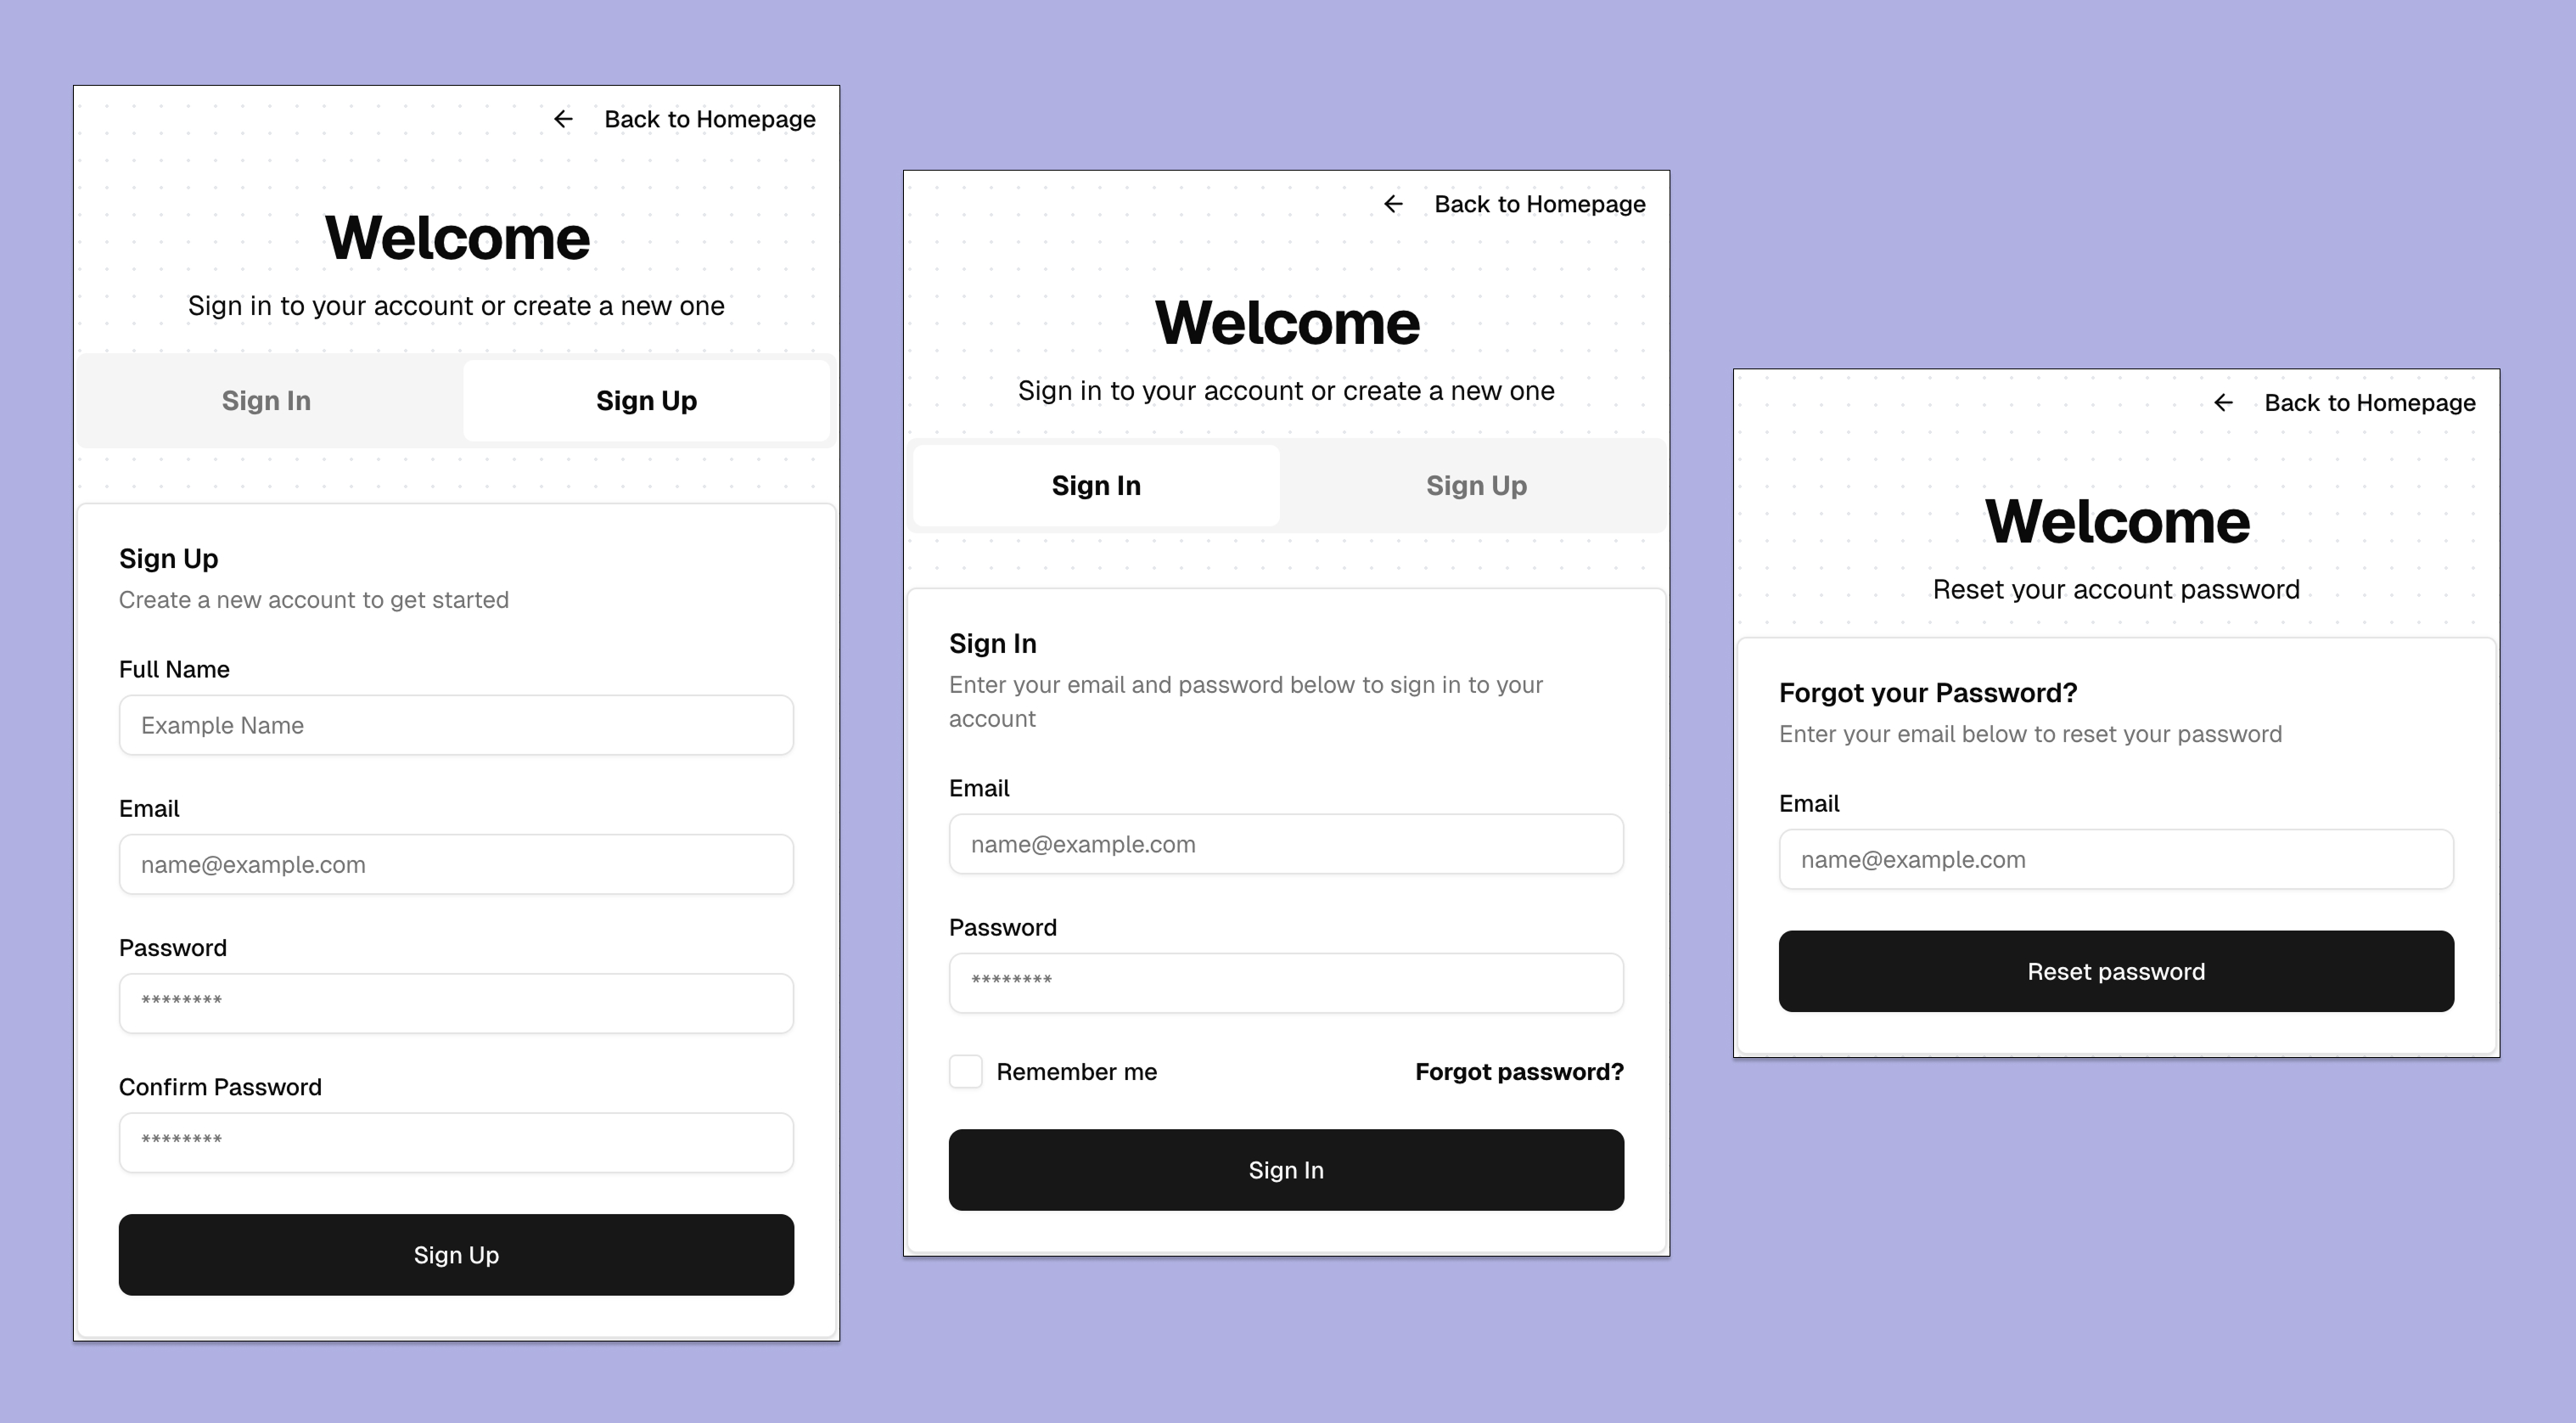 Back to Homepage
Welcome
Sign in to your account or create a new one
Sign In
Sign Up
Sign Up
Create a new account to get started
Full Name
Example Name
Email
name@example.com
Password
********
Confirm Password
********
Sign Up
Back to Homepage
Welcome
Sign in to your account or create a new one
Sign In
Sign Up
Sign In
Enter your email and password below to sign in to your
account
Email
name@example.com
Password
********
Remember me
Forgot password?
Sign In
Back to Homepage
Welcome
Reset your account password
Forgot your Password?
Enter your email below to reset your password
Email
name@example.com
Reset password